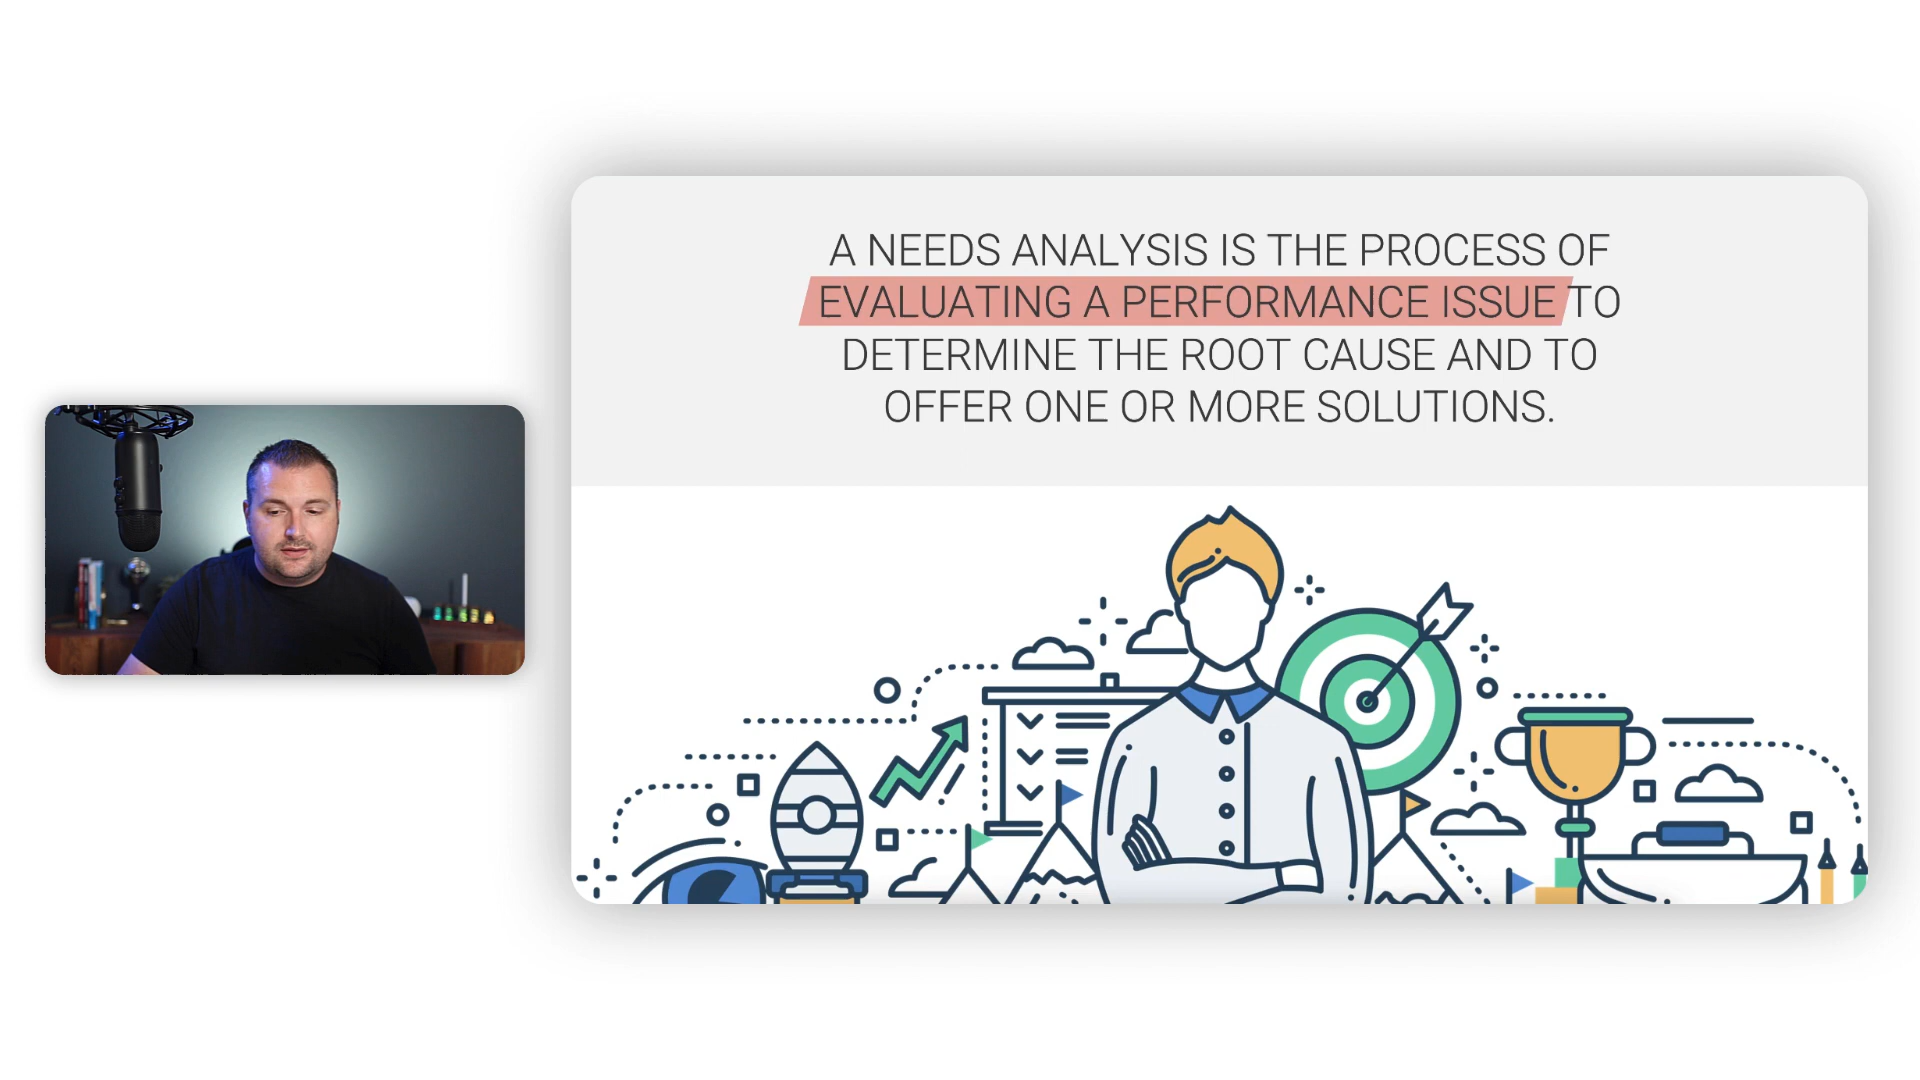 A NEEDS ANALYSIS IS THE PROCESS OF
EVALUATING A PERFORMANCE ISSUE TO
DETERMINE THE ROOT CAUSE AND TO
OFFER ONE OR MORE SOLUTIONS.